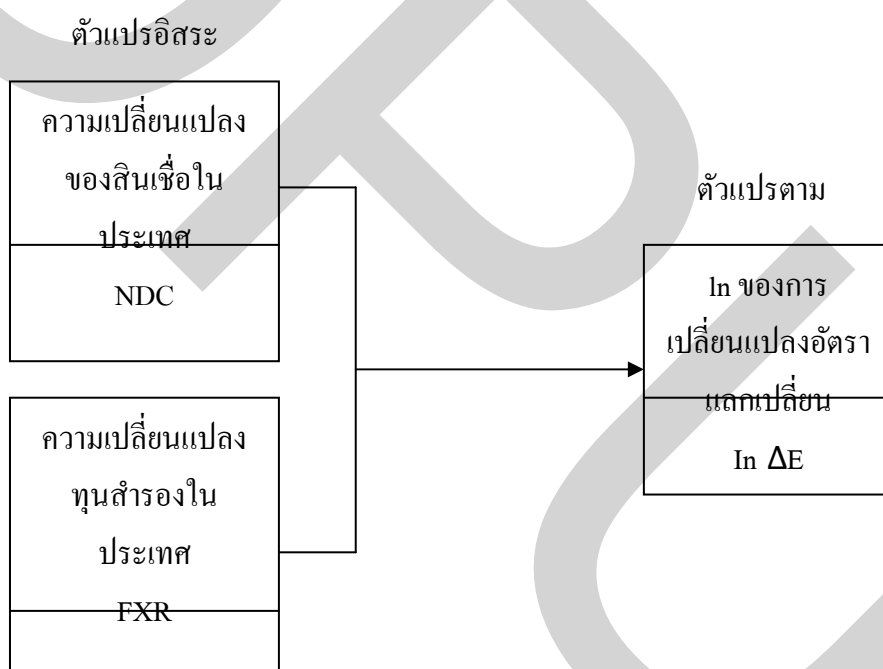 ตัวแปรอิสระ
ความเปลี่ยนแปลง
ของสินเชื่อใน
ประเทศ
NDC
ความเปลี่ยนแปลง
ทุนสำรองใน
ประเทศ
FXR
ตัวแปรตาม
ln ของการ
เปลี่ยนแปลงอัตรา
แลกเปลี่ยน
In ΔE